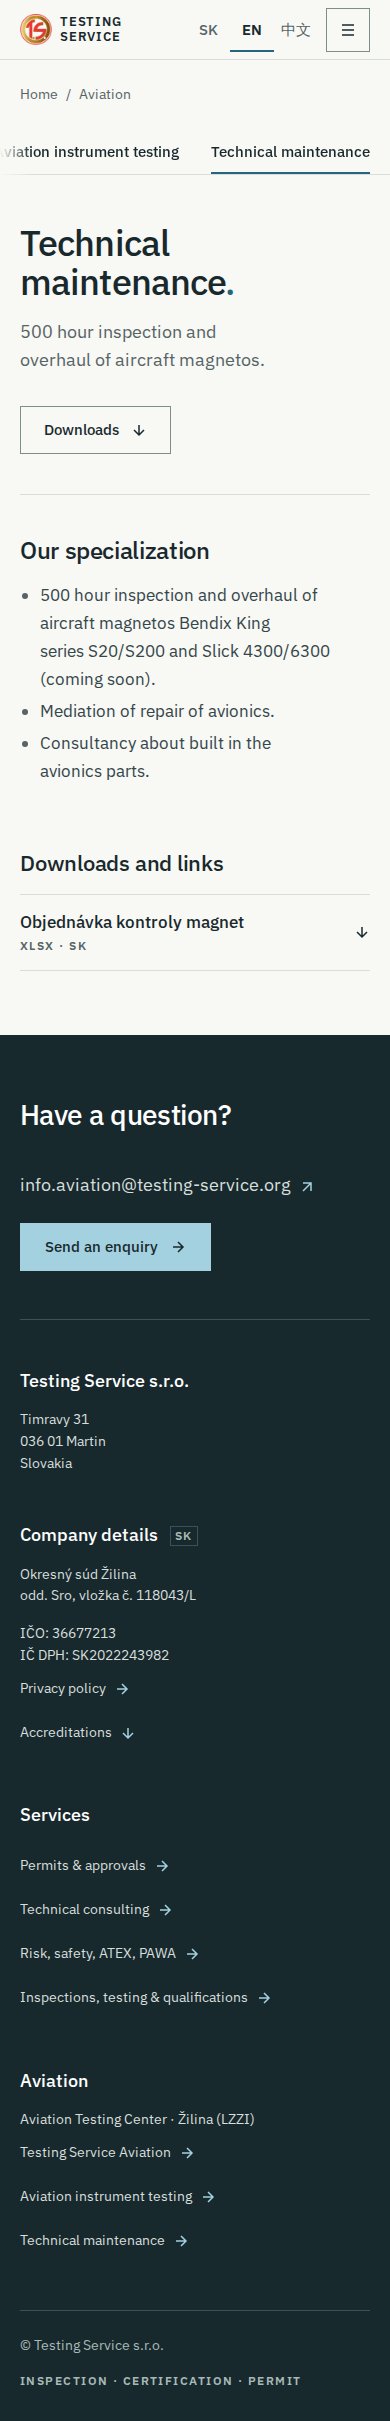 TESTING
SERVICE
SK EN 中文
Home / Aviation
viation instrument testing Technical maintenance
Technical
maintenance.
500 hour inspection and
overhaul of aircraft magnetos.
Downloads ↓
Our specialization
• 500 hour inspection and overhaul of
aircraft magnetos Bendix King
series S20/S200 and Slick 4300/6300
(coming soon).
• Mediation of repair of avionics.
• Consultancy about built in the
avionics parts.
Downloads and links
Objednávka kontroly magnet ↓
XLSX · SK
Have a question?
info.aviation@testing-service.org ↗
Send an enquiry →
Testing Service s.r.o.
Timravy 31
036 01 Martin
Slovakia
Company details SK
Okresný súd Žilina
odd. Sro, vložka č. 118043/L
IČO: 36677213
IČ DPH: SK2022243982
Privacy policy →
Accreditations ↓
Services
Permits & approvals →
Technical consulting →
Risk, safety, ATEX, PAWA →
Inspections, testing & qualifications →
Aviation
Aviation Testing Center · Žilina (LZZI)
Testing Service Aviation →
Aviation instrument testing →
Technical maintenance →
© Testing Service s.r.o.
INSPECTION · CERTIFICATION · PERMIT